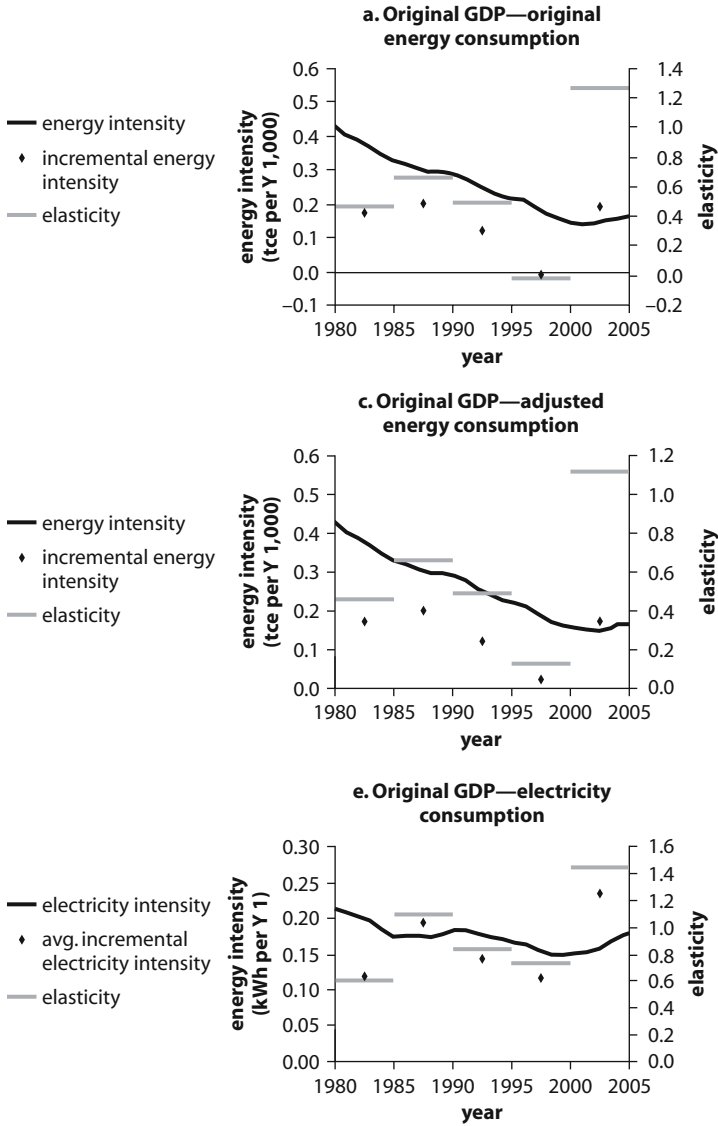 a. Original GDP—original
energy consumption
energy intensity
incremental energy
intensity
elasticity
energy intensity
(tce per Y 1,000)
0.6
0.5
0.4
0.3
0.2
0.1
0.0
–0.1
1.4
1.2
1.0
0.8
0.6
0.4
0.2
0.0
–0.2
elasticity
1980 1985 1990 1995 2000 2005
year
c. Original GDP—adjusted
energy consumption
energy intensity
incremental energy
intensity
elasticity
energy intensity
(tce per Y 1,000)
0.6
0.5
0.4
0.3
0.2
0.1
0.0
1.2
1.0
0.8
0.6
0.4
0.2
0.0
elasticity
1980 1985 1990 1995 2000 2005
year
e. Original GDP—electricity
consumption
electricity intensity
avg. incremental
electricity intensity
elasticity
energy intensity
(kWh per Y 1)
0.30
0.25
0.20
0.15
0.10
0.05
0.00
1.6
1.4
1.2
1.0
0.8
0.6
0.4
0.2
0.0
elasticity
1980 1985 1990 1995 2000 2005
year